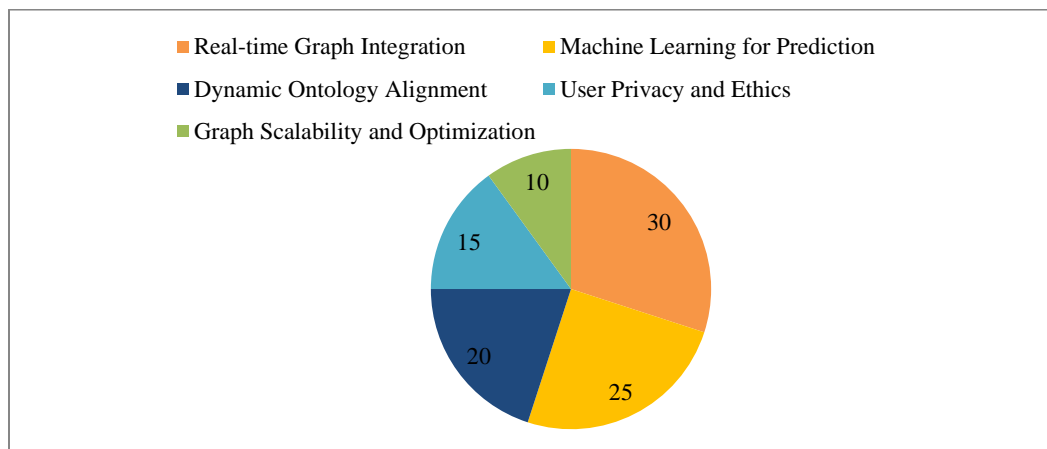 Real-time Graph Integration Machine Learning for Prediction
Dynamic Ontology Alignment User Privacy and Ethics
Graph Scalability and Optimization
10
30
15
20
25